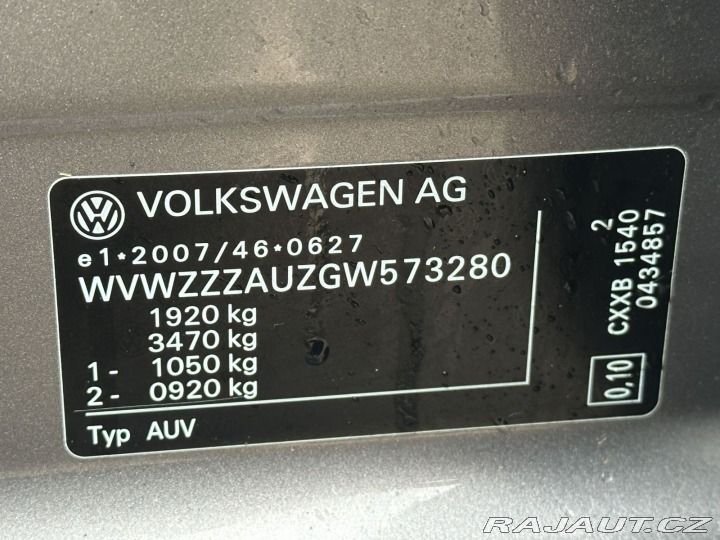 VOLKSWAGEN AG
e1*2007/46*0627
WVWZZZAUZGW573280
1920 kg
3470 kg
1- 1050 kg
2- 0920 kg
Typ AUV
2
CXXB 1540
0434857
0,10
RAJAUT.CZ